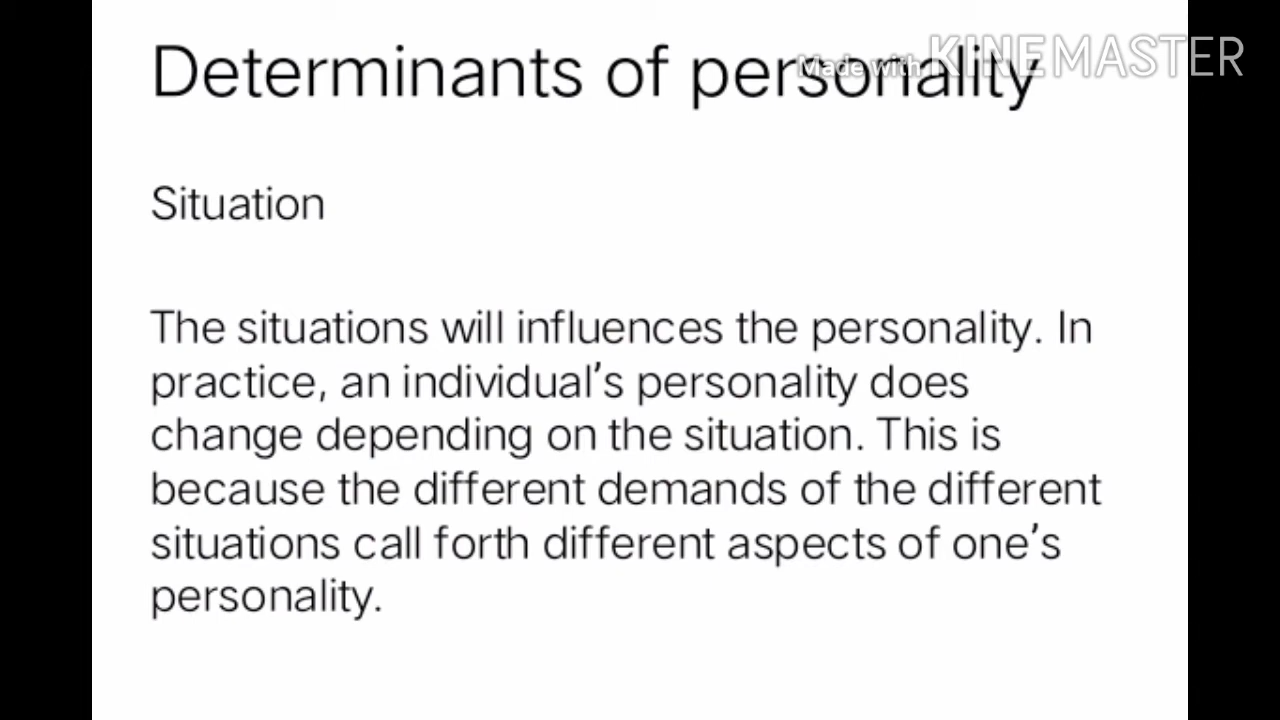 Determinants of personality
Made with KINEMASTER
Situation
The situations will influences the personality. In
practice, an individual’s personality does
change depending on the situation. This is
because the different demands of the different
situations call forth different aspects of one’s
personality.